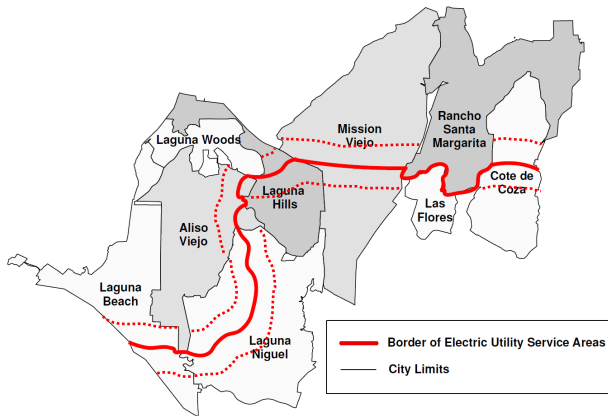 Mission
Viejo
Rancho
Santa
Margarita
Laguna Woods
Cote de
Coza
Laguna
Hills
Las
Flores
Aliso
Viejo
Laguna
Beach
Laguna
Niguel
Border of Electric Utility Service Areas
City Limits